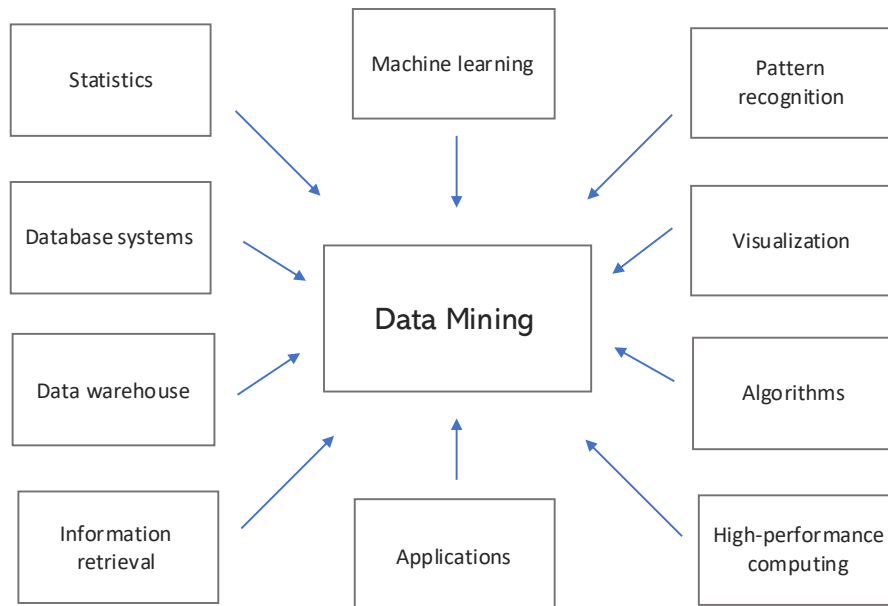 Statistics
Machine learning
Pattern
recognition
Database systems
Visualization
Data Mining
Data warehouse
Algorithms
Information
retrieval
Applications
High-performance
computing